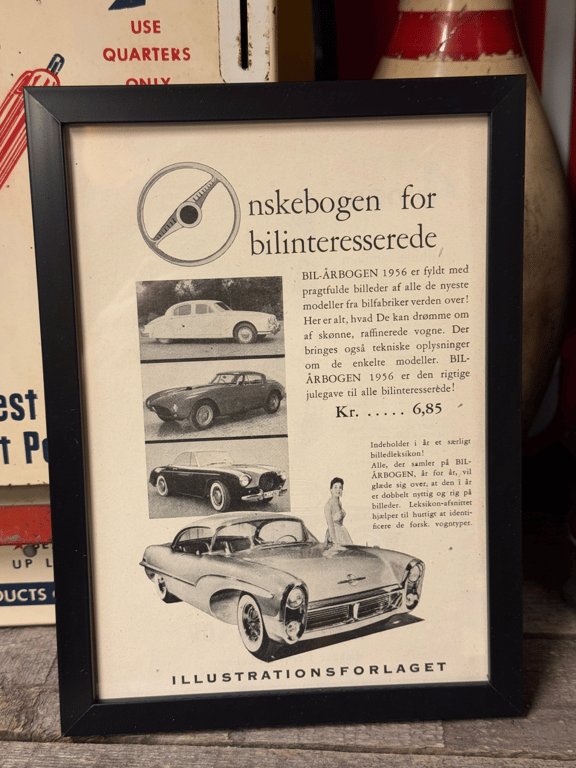 USE
QUARTERS
ONLY
nskebogen for
bilinteresserede
BIL-ÅRBOGEN 1956 er fyldt med
pragtfulde billeder af alle de nyeste
modeller fra bilfabriker verden over!
Her er alt, hvad De kan drømme om
af skønne, raffinerede vogne. Der
bringes også tekniske oplysninger
om de enkelte modeller. BIL-
ÅRBOGEN 1956 er den rigtige
julegave til alle bilinteresserede!
Kr. ..... 6,85
Indeholder i år et særligt
billedleksikon!
Alle, der samler på BIL-
ÅRBOGEN, år for år, vil
glæde sig over, at den i år
er dobbelt nyttig og rig på
billeder. Leksikon-afsnittet
hjælper til hurtigt at identi-
ficere de forsk. vogntyper.
ILLUSTRATIONSFORLAGET
est
t P
UP